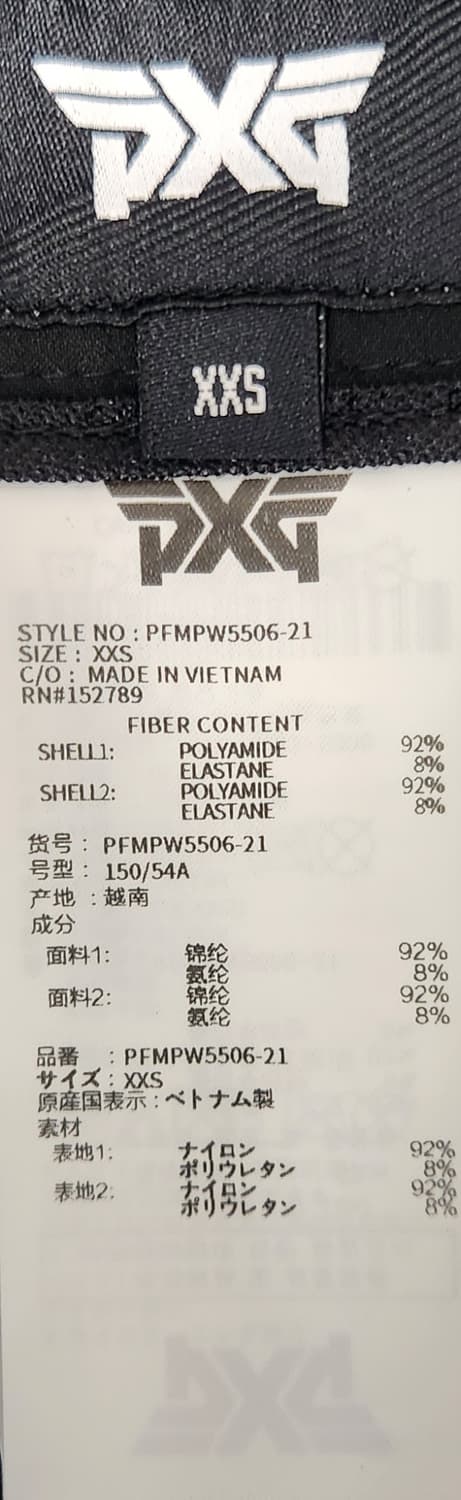 PXG
XXS
PXG
STYLE NO : PFMPW5506-21
SIZE : XXS
C/O : MADE IN VIETNAM
RN#152789
FIBER CONTENT
SHELL1: POLYAMIDE 92%
ELASTANE 8%
SHELL2: POLYAMIDE 92%
ELASTANE 8%
货号 : PFMPW5506-21
号型 : 150/54A
产地 : 越南
成分
面料1: 锦纶 92%
氨纶 8%
面料2: 锦纶 92%
氨纶 8%
品番 : PFMPW5506-21
サイズ : XXS
原産国表示 : ベトナム製
素材
表地1: ナイロン 92%
ポリウレタン 8%
表地2: ナイロン 92%
ポリウレタン 8%